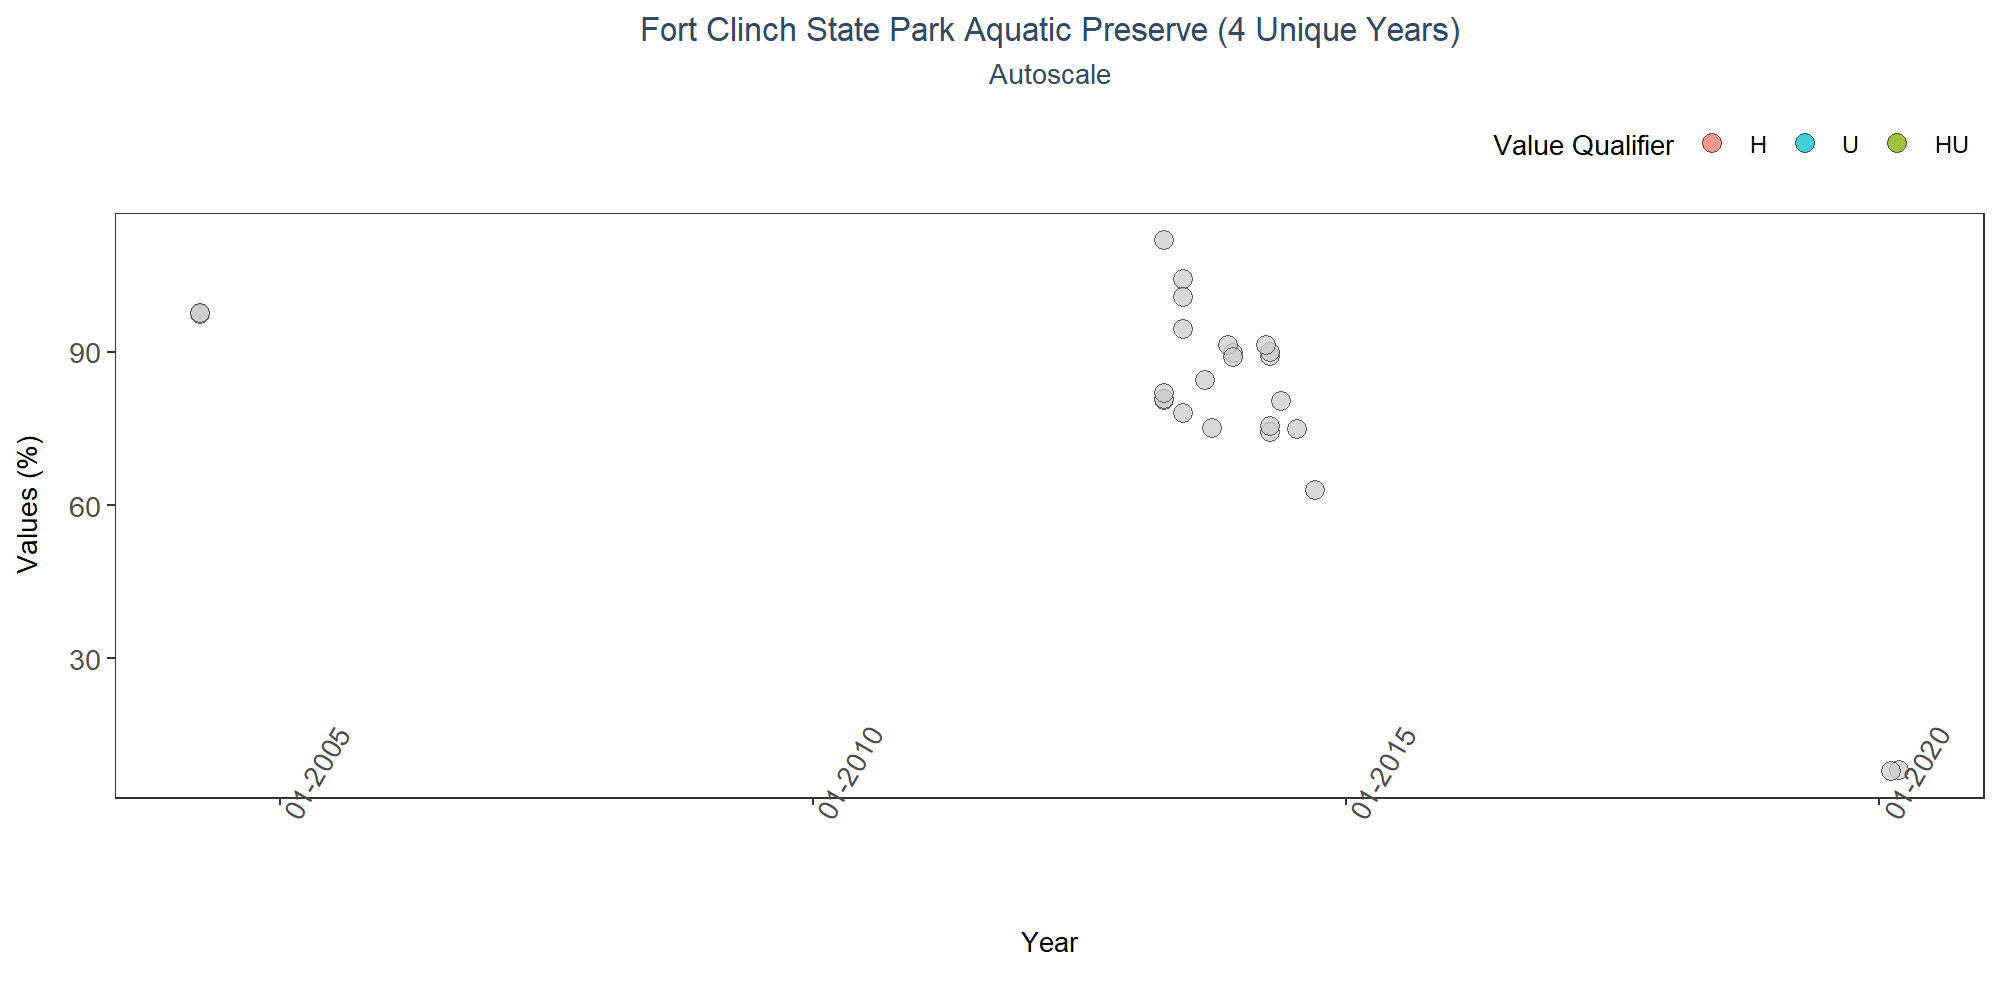 Fort Clinch State Park Aquatic Preserve (4 Unique Years)
Autoscale
Value Qualifier H U HU
Values (%)
90
60
30
01-2005 01-2010 01-2015 01-2020
Year